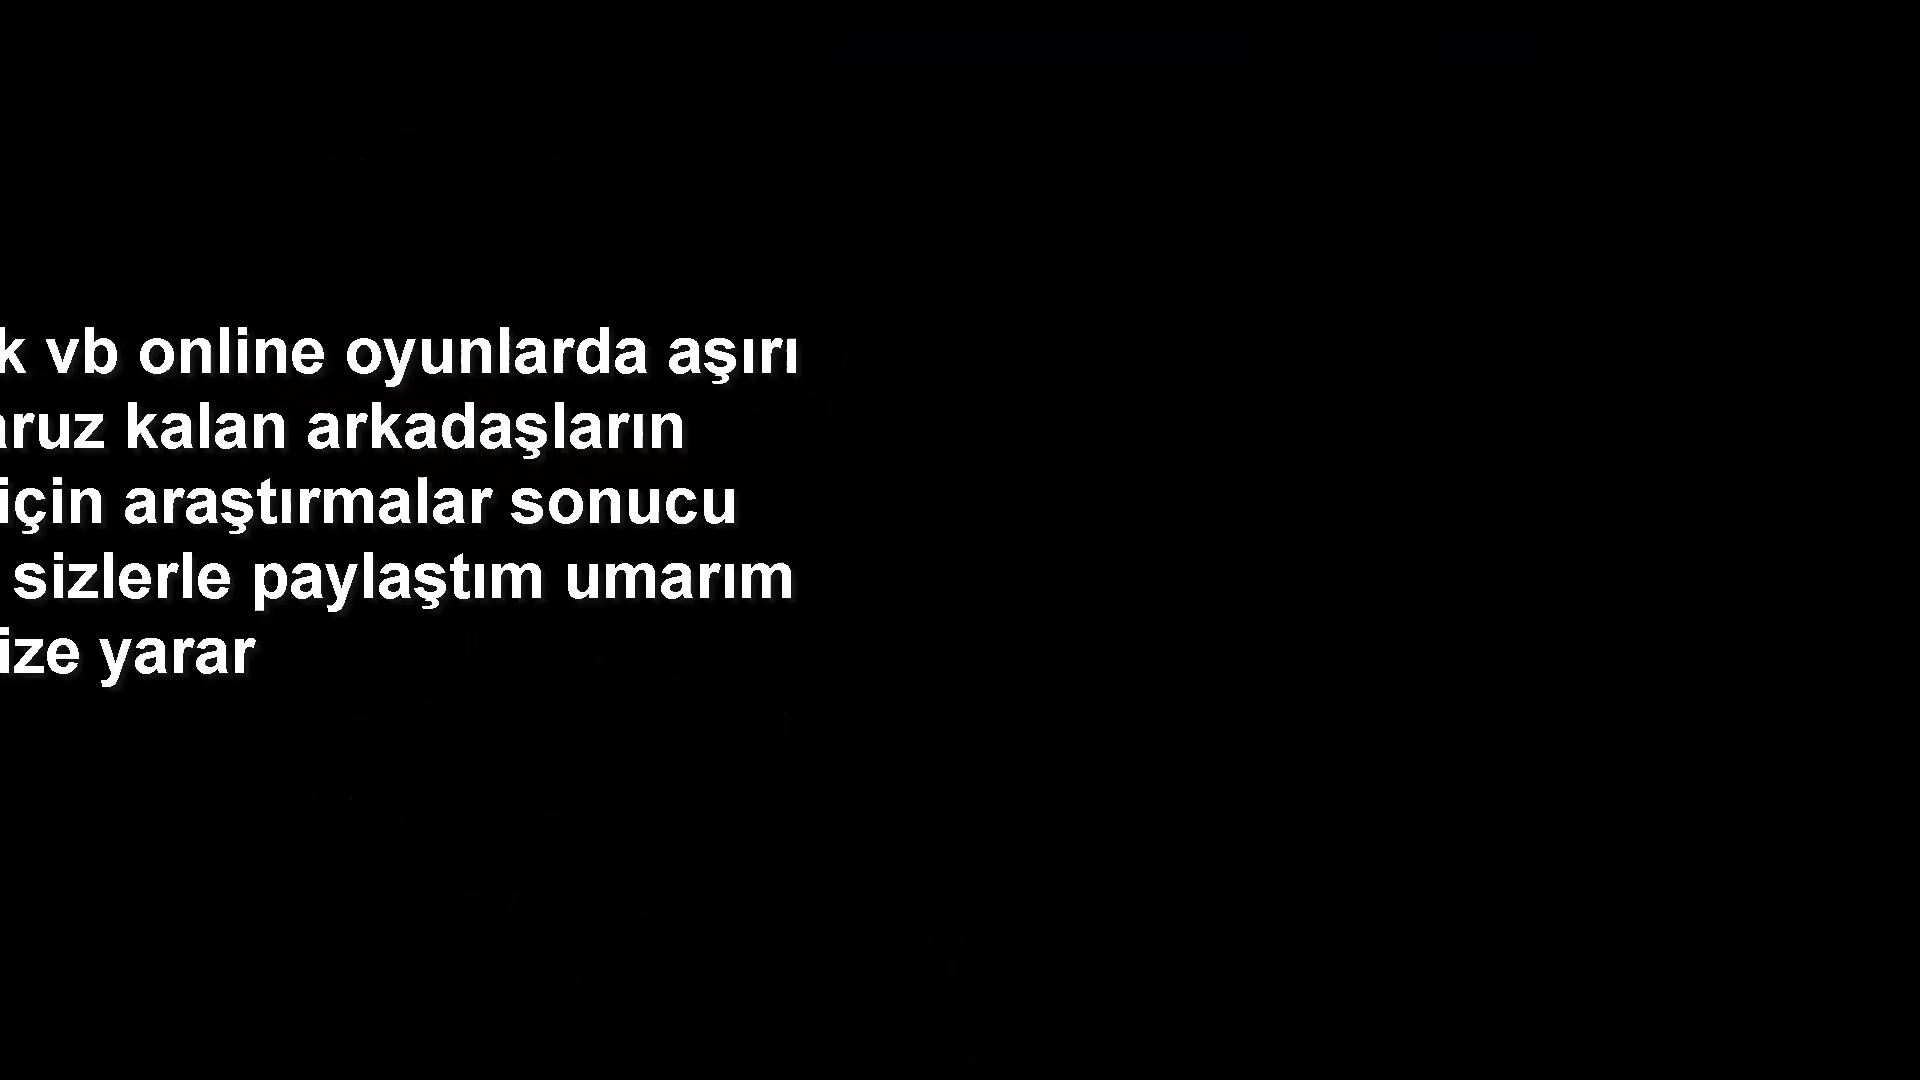 k vb online oyunlarda aşırı
aruz kalan arkadaşların
için araştırmalar sonucu
sizlerle paylaştım umarım
ize yarar